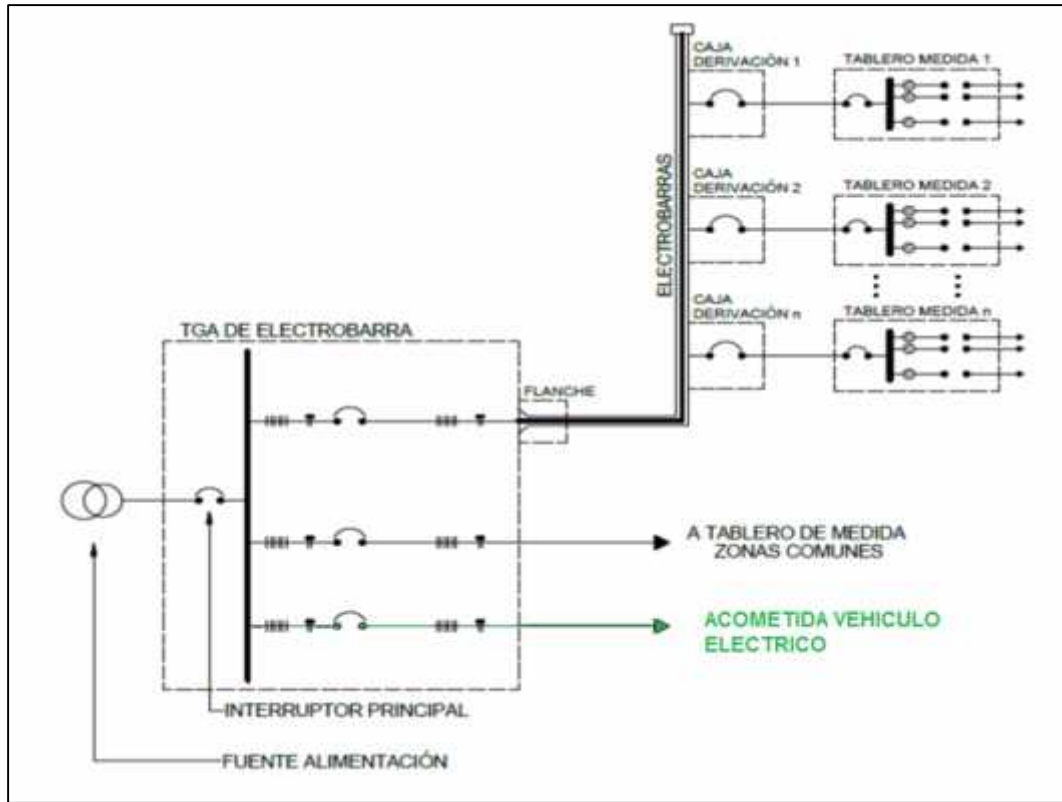 CAJA
DERIVACIÓN 1
TABLERO MEDIDA 1
ELECTROBARRAS
CAJA
DERIVACIÓN 2
TABLERO MEDIDA 2
CAJA
DERIVACIÓN n
TABLERO MEDIDA n
TGA DE ELECTROBARRA
FLANCHE
A TABLERO DE MEDIDA
ZONAS COMUNES
ACOMETIDA VEHICULO
ELECTRICO
INTERRUPTOR PRINCIPAL
FUENTE ALIMENTACIÓN